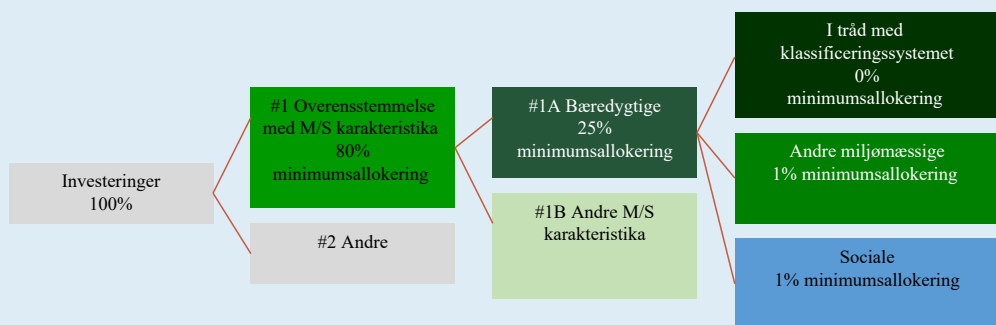 Investeringer
100%
#1 Overensstemmelse
med M/S karakteristika
80%
minimumsallokering
#2 Andre
#1A Bæredygtige
25%
minimumsallokering
#1B Andre M/S
karakteristika
I tråd med
klassificeringssystemet
0%
minimumsallokering
Andre miljømæssige
1% minimumsallokering
Sociale
1% minimumsallokering